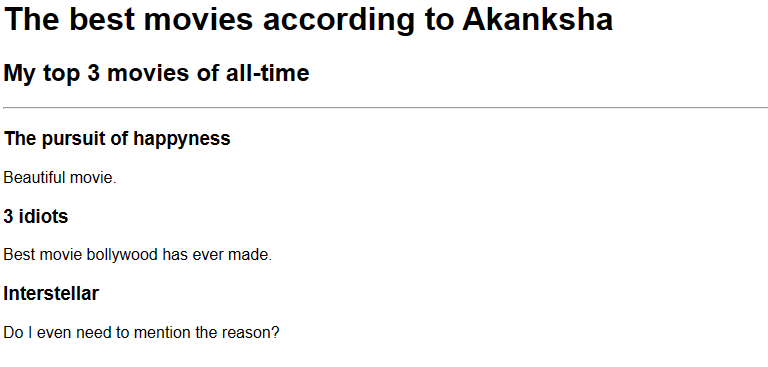 The best movies according to Akanksha
My top 3 movies of all-time
The pursuit of happyness
Beautiful movie.
3 idiots
Best movie bollywood has ever made.
Interstellar
Do I even need to mention the reason?